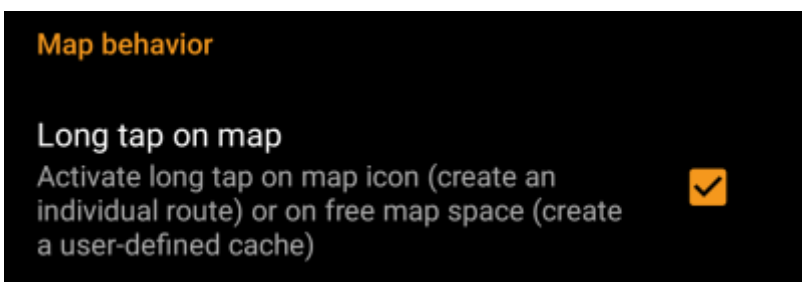 Map behavior
Long tap on map
Activate long tap on map icon (create an
individual route) or on free map space (create
a user-defined cache)